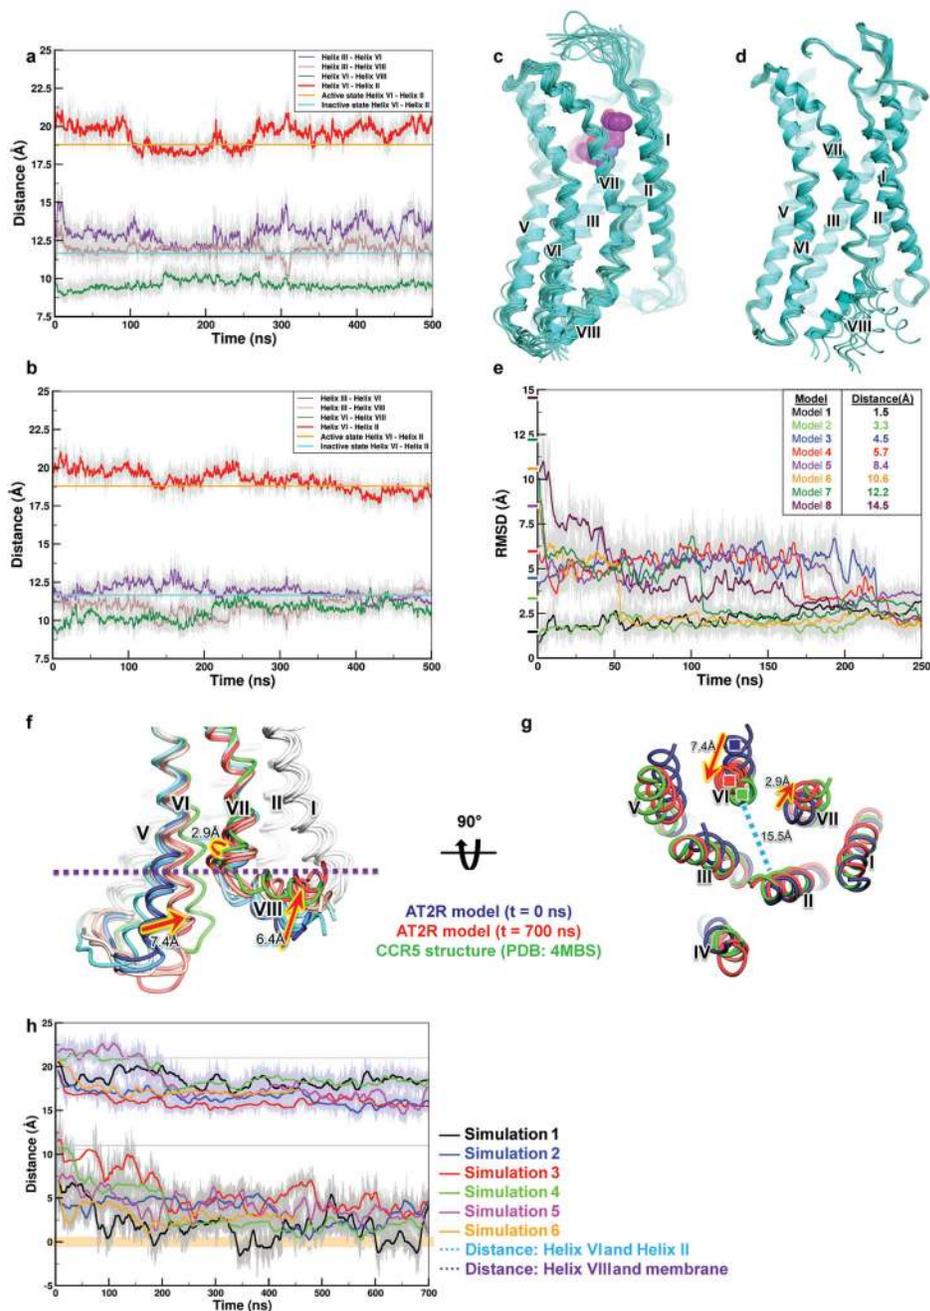 a
Distance (Å)
25
22.5
20
17.5
15
12.5
10
7.5
Helix III - Helix VI
Helix III - Helix VIII
Helix VI - Helix VIII
Helix VI - Helix II
Active state Helix VI - Helix II
Inactive state Helix VI - Helix II
0 100 200 300 400 500
Time (ns)
c
I
VII
II
III
V
VI
VIII
d
VII
I
V
III
II
VI
VIII
b
Distance (Å)
25
22.5
20
17.5
15
12.5
10
7.5
Helix III - Helix VI
Helix III - Helix VIII
Helix VI - Helix VIII
Helix VI - Helix II
Active state Helix VI - Helix II
Inactive state Helix VI - Helix II
0 100 200 300 400 500
Time (ns)
e
RMSD (Å)
15
12.5
10
7.5
5
2.5
0
Model Distance(Å)
Model 1 1.5
Model 2 3.3
Model 3 4.5
Model 4 5.7
Model 5 8.4
Model 6 10.6
Model 7 12.2
Model 8 14.5
0 50 100 150 200 250
Time (ns)
f
VI
VII
II
V
I
2.9Å
VIII
7.4Å
6.4Å
90°
AT2R model (t = 0 ns)
AT2R model (t = 700 ns)
CCR5 structure (PDB: 4MBS)
g
7.4Å
VI
2.9Å
V
VII
15.5Å
III
I
II
IV
h
Distance (Å)
25
20
15
10
5
0
-5
0 100 200 300 400 500 600 700
Time (ns)
Simulation 1
Simulation 2
Simulation 3
Simulation 4
Simulation 5
Simulation 6
Distance: Helix VIand Helix II
Distance: Helix VIIIand membrane